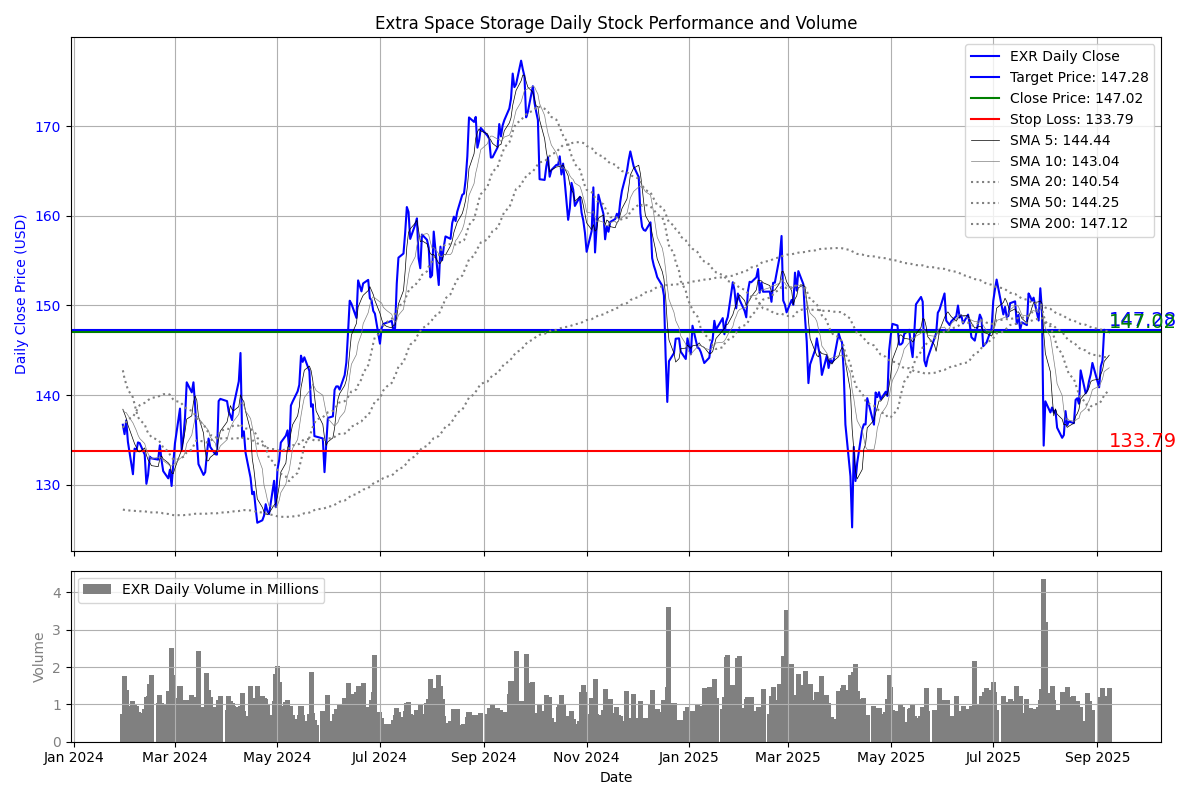 Extra Space Storage Daily Stock Performance and Volume
Daily Close Price (USD)
170
160
150
140
130
EXR Daily Close
Target Price: 147.28
Close Price: 147.02
Stop Loss: 133.79
SMA 5: 144.44
SMA 10: 143.04
SMA 20: 140.54
SMA 50: 144.25
SMA 200: 147.12
147.28
147.02
133.79
EXR Daily Volume in Millions
Volume
4
3
2
1
0
Jan 2024 Mar 2024 May 2024 Jul 2024 Sep 2024 Nov 2024 Jan 2025 Mar 2025 May 2025 Jul 2025 Sep 2025
Date